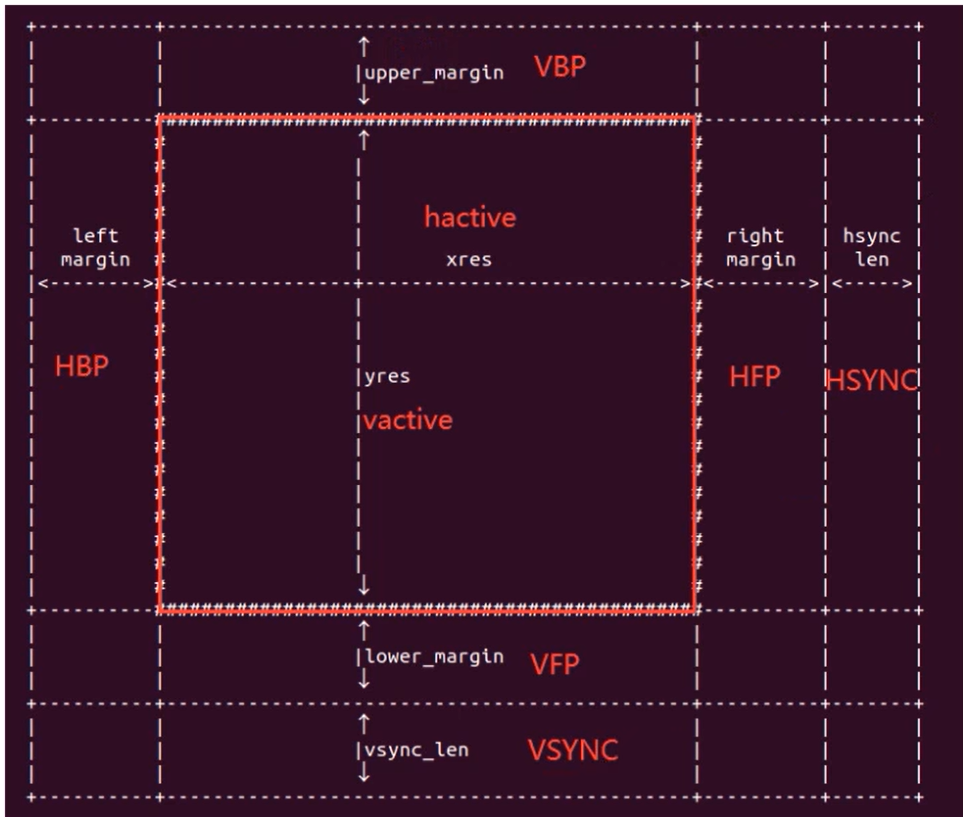 upper_margin VBP
hactive
left right hsync
margin xres margin len
HBP yres HFP HSYNC
vactive
lower_margin VFP
vsync_len VSYNC